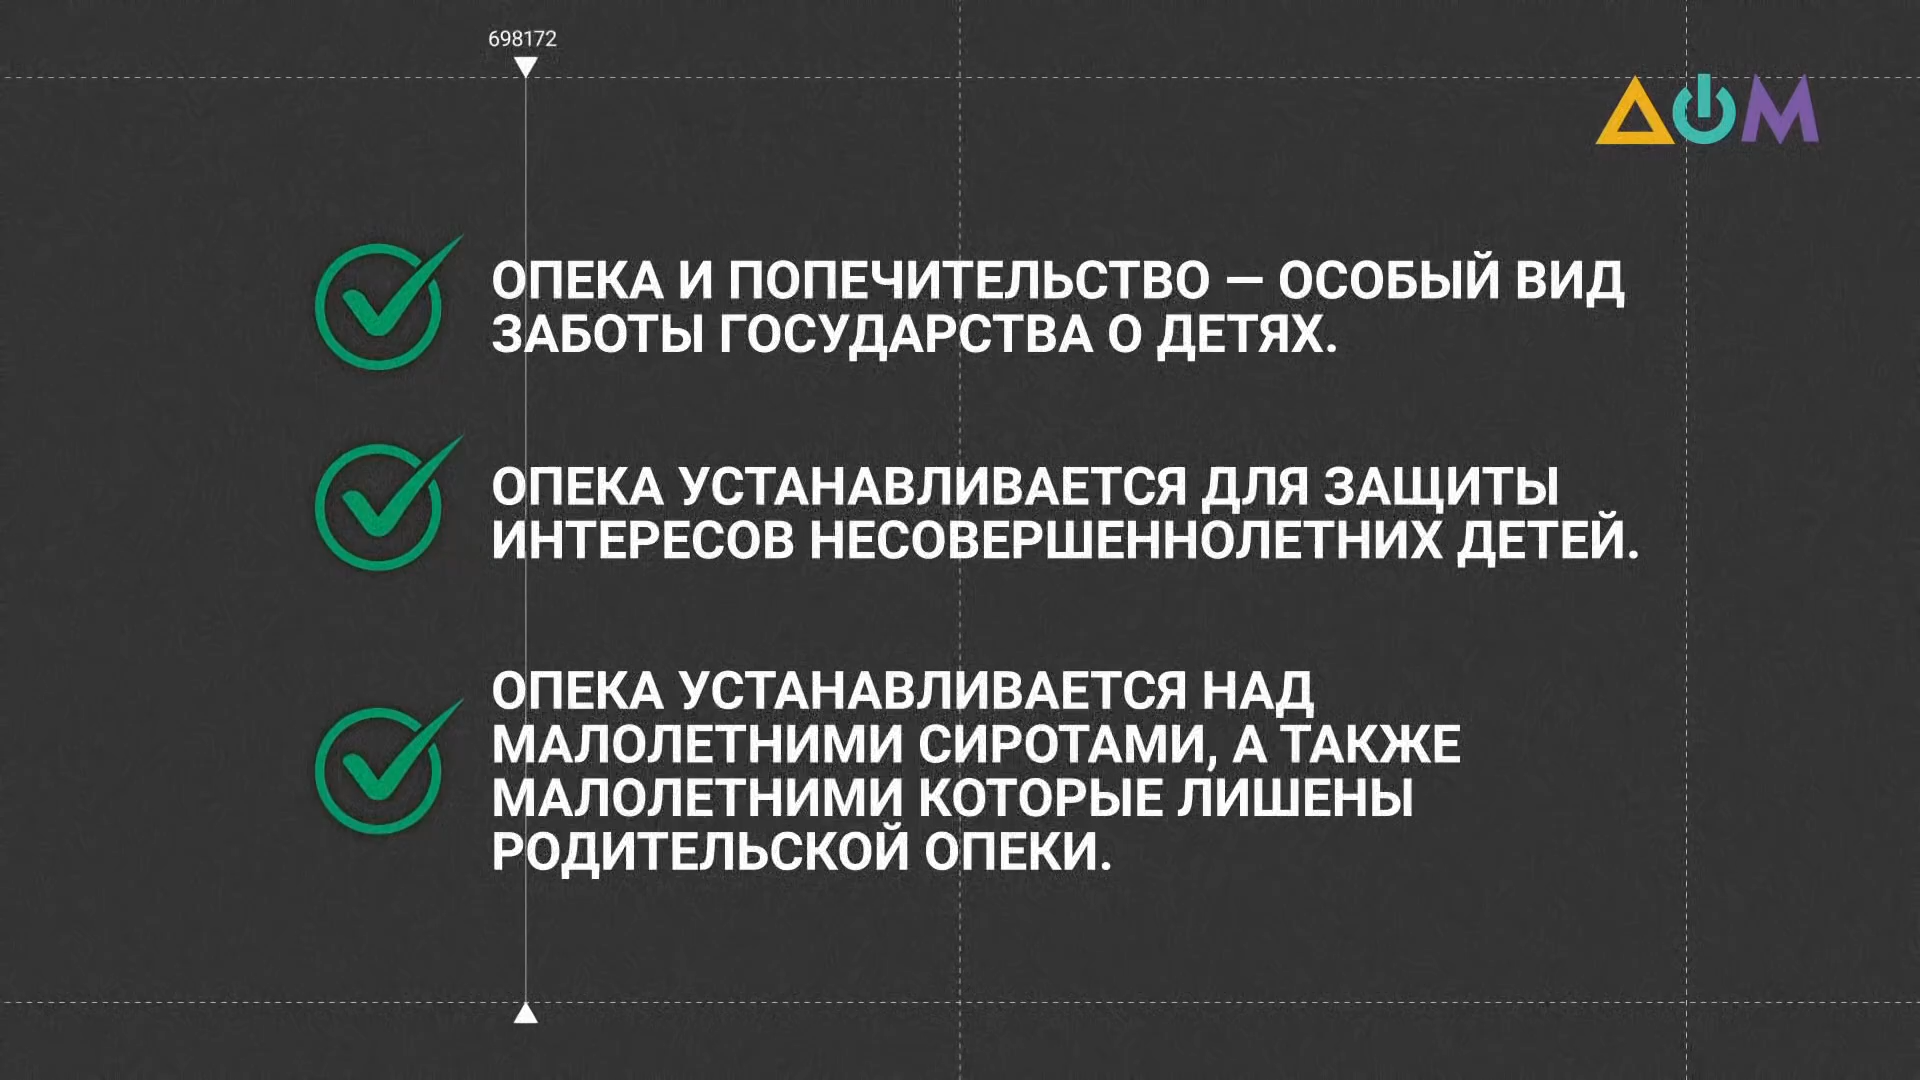 698172
ДОМ
ОПЕКА И ПОПЕЧИТЕЛЬСТВО — ОСОБЫЙ ВИД
ЗАБОТЫ ГОСУДАРСТВА О ДЕТЯХ.
ОПЕКА УСТАНАВЛИВАЕТСЯ ДЛЯ ЗАЩИТЫ
ИНТЕРЕСОВ НЕСОВЕРШЕННОЛЕТНИХ ДЕТЕЙ.
ОПЕКА УСТАНАВЛИВАЕТСЯ НАД
МАЛОЛЕТНИМИ СИРОТАМИ, А ТАКЖЕ
МАЛОЛЕТНИМИ КОТОРЫЕ ЛИШЕНЫ
РОДИТЕЛЬСКОЙ ОПЕКИ.